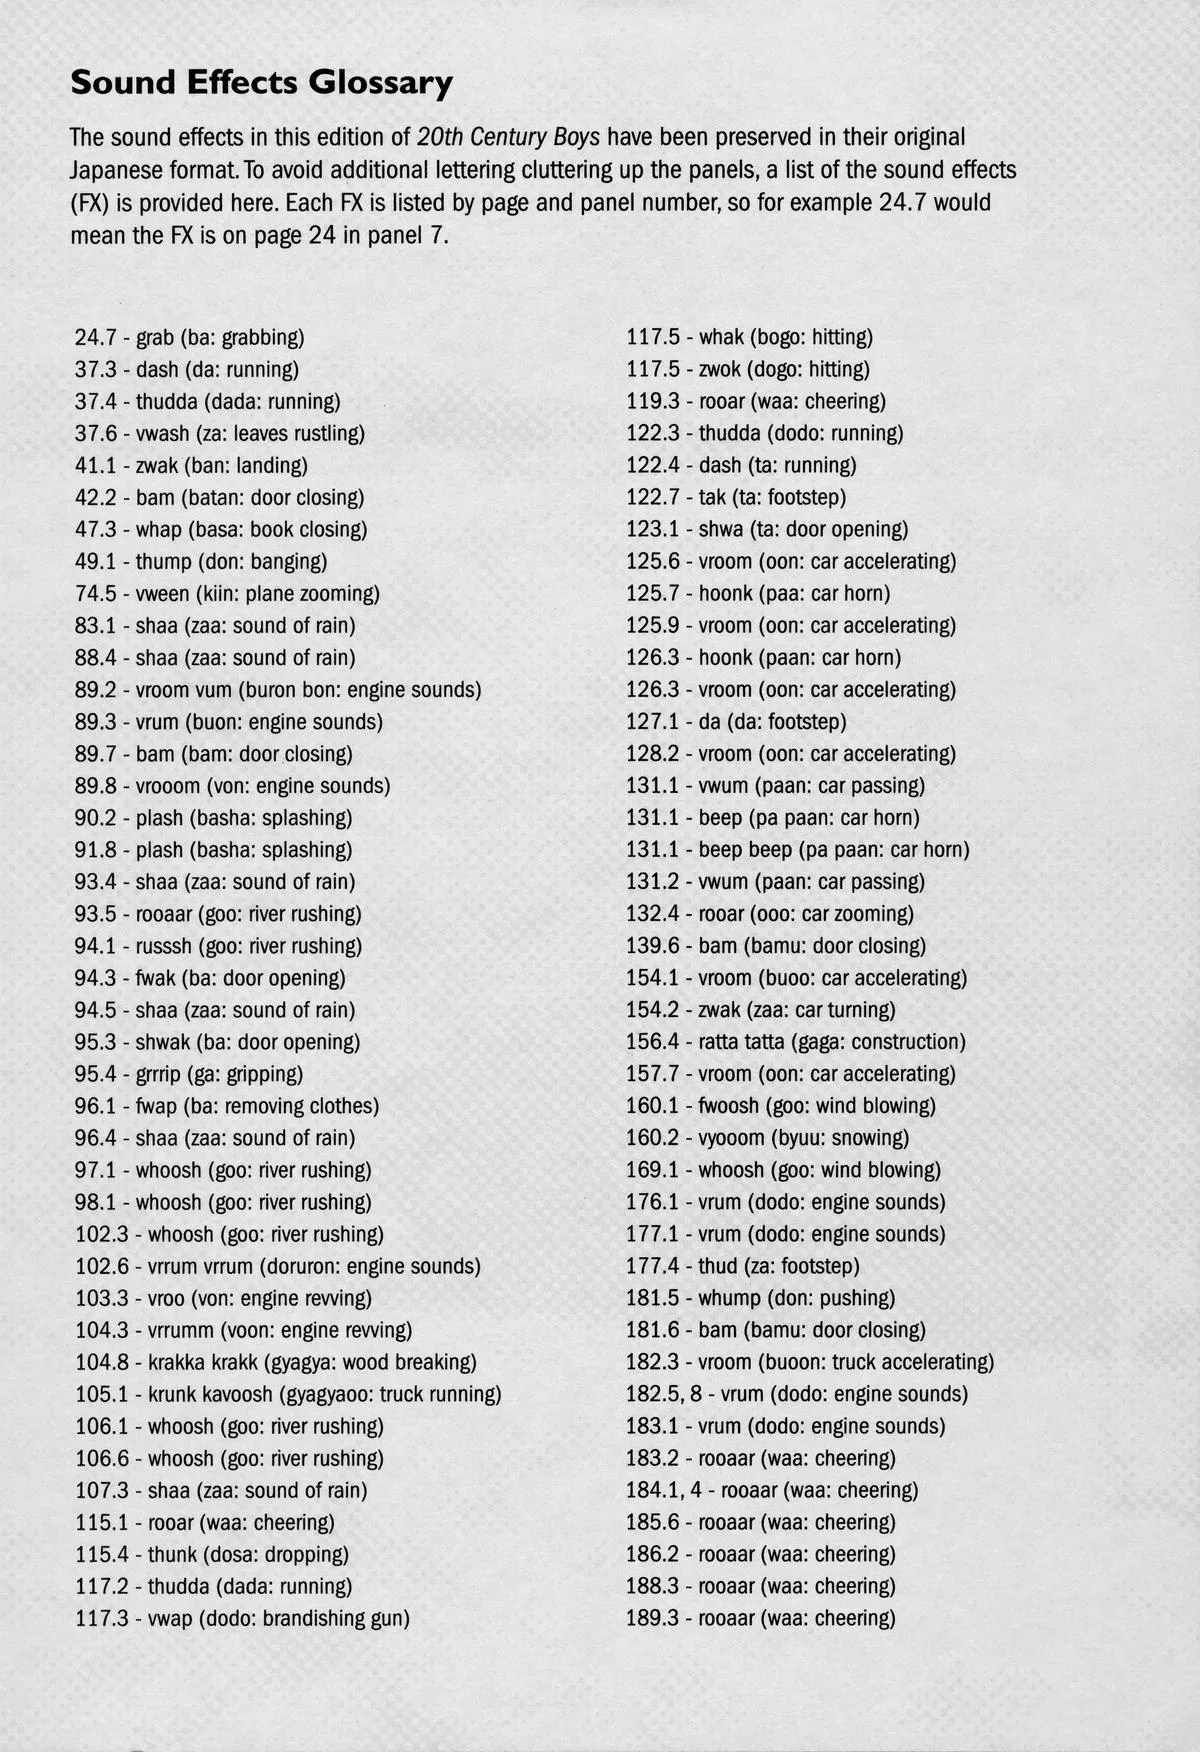 Sound Effects Glossary
The sound effects in this edition of 20th Century Boys have been preserved in their original
Japanese format. To avoid additional lettering cluttering up the panels, a list of the sound effects
(FX) is provided here. Each FX is listed by page and panel number, so for example 24.7 would
mean the FX is on page 24 in panel 7.
24.7 - grab (ba: grabbing)
37.3 - dash (da: running)
37.4 - thudda (dada: running)
37.6 - vwash (za: leaves rustling)
41.1 - zwak (ban: landing)
42.2 - bam (batan: door closing)
47.3 - whap (basa: book closing)
49.1 - thump (don: banging)
74.5 - vween (kiin: plane zooming)
83.1 - shaa (zaa: sound of rain)
88.4 - shaa (zaa: sound of rain)
89.2 - vroom vum (buron bon: engine sounds)
89.3 - vrum (buon: engine sounds)
89.7 - bam (bam: door closing)
89.8 - vrooom (von: engine sounds)
90.2 - plash (basha: splashing)
91.8 - plash (basha: splashing)
93.4 - shaa (zaa: sound of rain)
93.5 - rooaar (goo: river rushing)
94.1 - russsh (goo: river rushing)
94.3 - fwak (ba: door opening)
94.5 - shaa (zaa: sound of rain)
95.3 - shwak (ba: door opening)
95.4 - grrrip (ga: gripping)
96.1 - fwap (ba: removing clothes)
96.4 - shaa (zaa: sound of rain)
97.1 - whoosh (goo: river rushing)
98.1 - whoosh (goo: river rushing)
102.3 - whoosh (goo: river rushing)
102.6 - vrrum vrrum (doruron: engine sounds)
103.3 - vroo (von: engine revving)
104.3 - vrrumm (voon: engine revving)
104.8 - krakka krakk (gyagya: wood breaking)
105.1 - krunk kavoosh (gyagyaoo: truck running)
106.1 - whoosh (goo: river rushing)
106.6 - whoosh (goo: river rushing)
107.3 - shaa (zaa: sound of rain)
115.1 - rooar (waa: cheering)
115.4 - thunk (dosa: dropping)
117.2 - thudda (dada: running)
117.3 - vwap (dodo: brandishing gun)
117.5 - whak (bogo: hitting)
117.5 - zwok (dogo: hitting)
119.3 - rooar (waa: cheering)
122.3 - thudda (dodo: running)
122.4 - dash (ta: running)
122.7 - tak (ta: footstep)
123.1 - shwa (ta: door opening)
125.6 - vroom (oon: car accelerating)
125.7 - hoonk (paa: car horn)
125.9 - vroom (oon: car accelerating)
126.3 - hoonk (paan: car horn)
126.3 - vroom (oon: car accelerating)
127.1 - da (da: footstep)
128.2 - vroom (oon: car accelerating)
131.1 - vwum (paan: car passing)
131.1 - beep (pa paan: car horn)
131.1 - beep beep (pa paan: car horn)
131.2 - vwum (paan: car passing)
132.4 - rooar (ooo: car zooming)
139.6 - bam (bamu: door closing)
154.1 - vroom (buoo: car accelerating)
154.2 - zwak (zaa: car turning)
156.4 - ratta tatta (gaga: construction)
157.7 - vroom (oon: car accelerating)
160.1 - fwoosh (goo: wind blowing)
160.2 - vyooom (byuu: snowing)
169.1 - whoosh (goo: wind blowing)
176.1 - vrum (dodo: engine sounds)
177.1 - vrum (dodo: engine sounds)
177.4 - thud (za: footstep)
181.5 - whump (don: pushing)
181.6 - bam (bamu: door closing)
182.3 - vroom (buoon: truck accelerating)
182.5, 8 - vrum (dodo: engine sounds)
183.1 - vrum (dodo: engine sounds)
183.2 - rooaar (waa: cheering)
184.1, 4 - rooaar (waa: cheering)
185.6 - rooaar (waa: cheering)
186.2 - rooaar (waa: cheering)
188.3 - rooaar (waa: cheering)
189.3 - rooaar (waa: cheering)